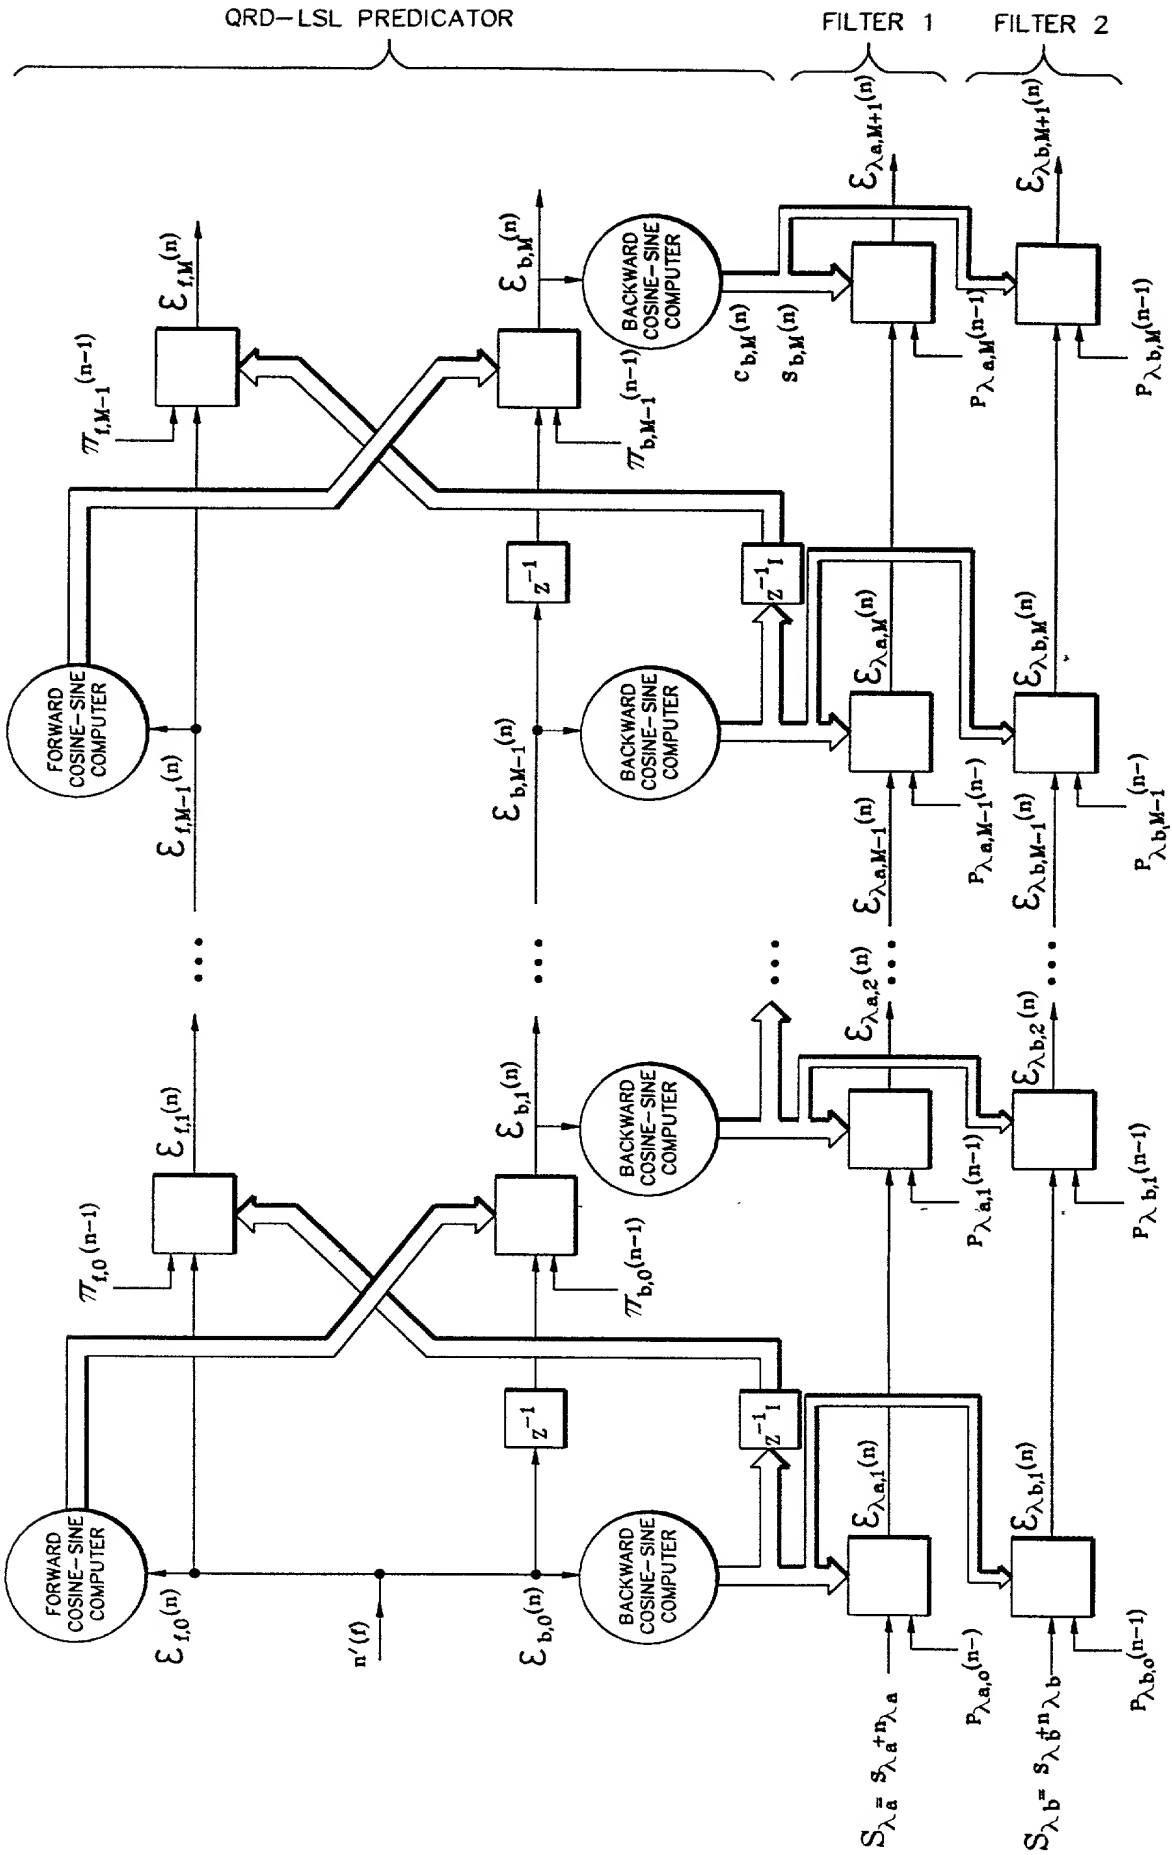 QRD-LSL PREDICATOR
FILTER 1
FILTER 2
FORWARD
COSINE-SINE
COMPUTER
FORWARD
COSINE-SINE
COMPUTER
ε_{f,0}(n)
π_{f,0}(n-1)
ε_{f,1}(n)
ε_{f,M-1}(n)
π_{f,M-1}(n-1)
ε_{f,M}(n)
n'(f)
ε_{b,0}(n)
Z⁻¹
π_{b,0}(n-1)
ε_{b,1}(n)
ε_{b,M-1}(n)
Z⁻¹
π_{b,M-1}(n-1)
ε_{b,M}(n)
BACKWARD
COSINE-SINE
COMPUTER
BACKWARD
COSINE-SINE
COMPUTER
BACKWARD
COSINE-SINE
COMPUTER
BACKWARD
COSINE-SINE
COMPUTER
Z⁻¹I
Z⁻¹I
C_{b,M}(n)
S_{b,M}(n)
S_{λa} = s_{λa}+n_{λa}
P_{λa,0}(n-)
ε_{λa,1}(n)
P_{λa,1}(n-1)
ε_{λa,2}(n)
ε_{λa,M-1}(n)
P_{λa,M-1}(n-)
ε_{λa,M}(n)
P_{λa,M}(n-1)
ε_{λa,M+1}(n)
S_{λb} = s_{λb}+n_{λb}
P_{λb,0}(n-1)
ε_{λb,1}(n)
P_{λb,1}(n-1)
ε_{λb,2}(n)
ε_{λb,M-1}(n)
P_{λb,M-1}(n-)
ε_{λb,M}(n)
P_{λb,M}(n-1)
ε_{λb,M+1}(n)